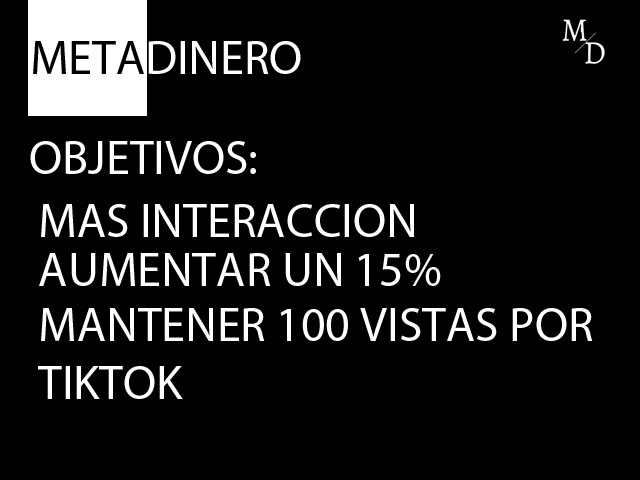 METADINERO
M/D
OBJETIVOS:
MAS INTERACCION
AUMENTAR UN 15%
MANTENER 100 VISTAS POR
TIKTOK